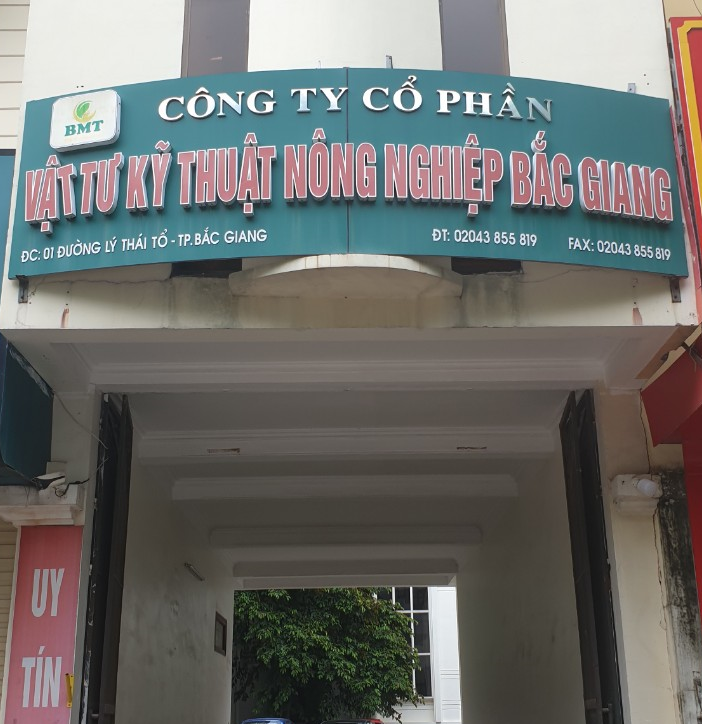 BMT
CÔNG TY CỔ PHẦN
VẬT TƯ KỸ THUẬT NÔNG NGHIỆP BẮC GIANG
ĐC: 01 ĐƯỜNG LÝ THÁI TỔ - TP.BẮC GIANG
ĐT: 02043 855 819 FAX: 02043 855 819
UY
TÍN